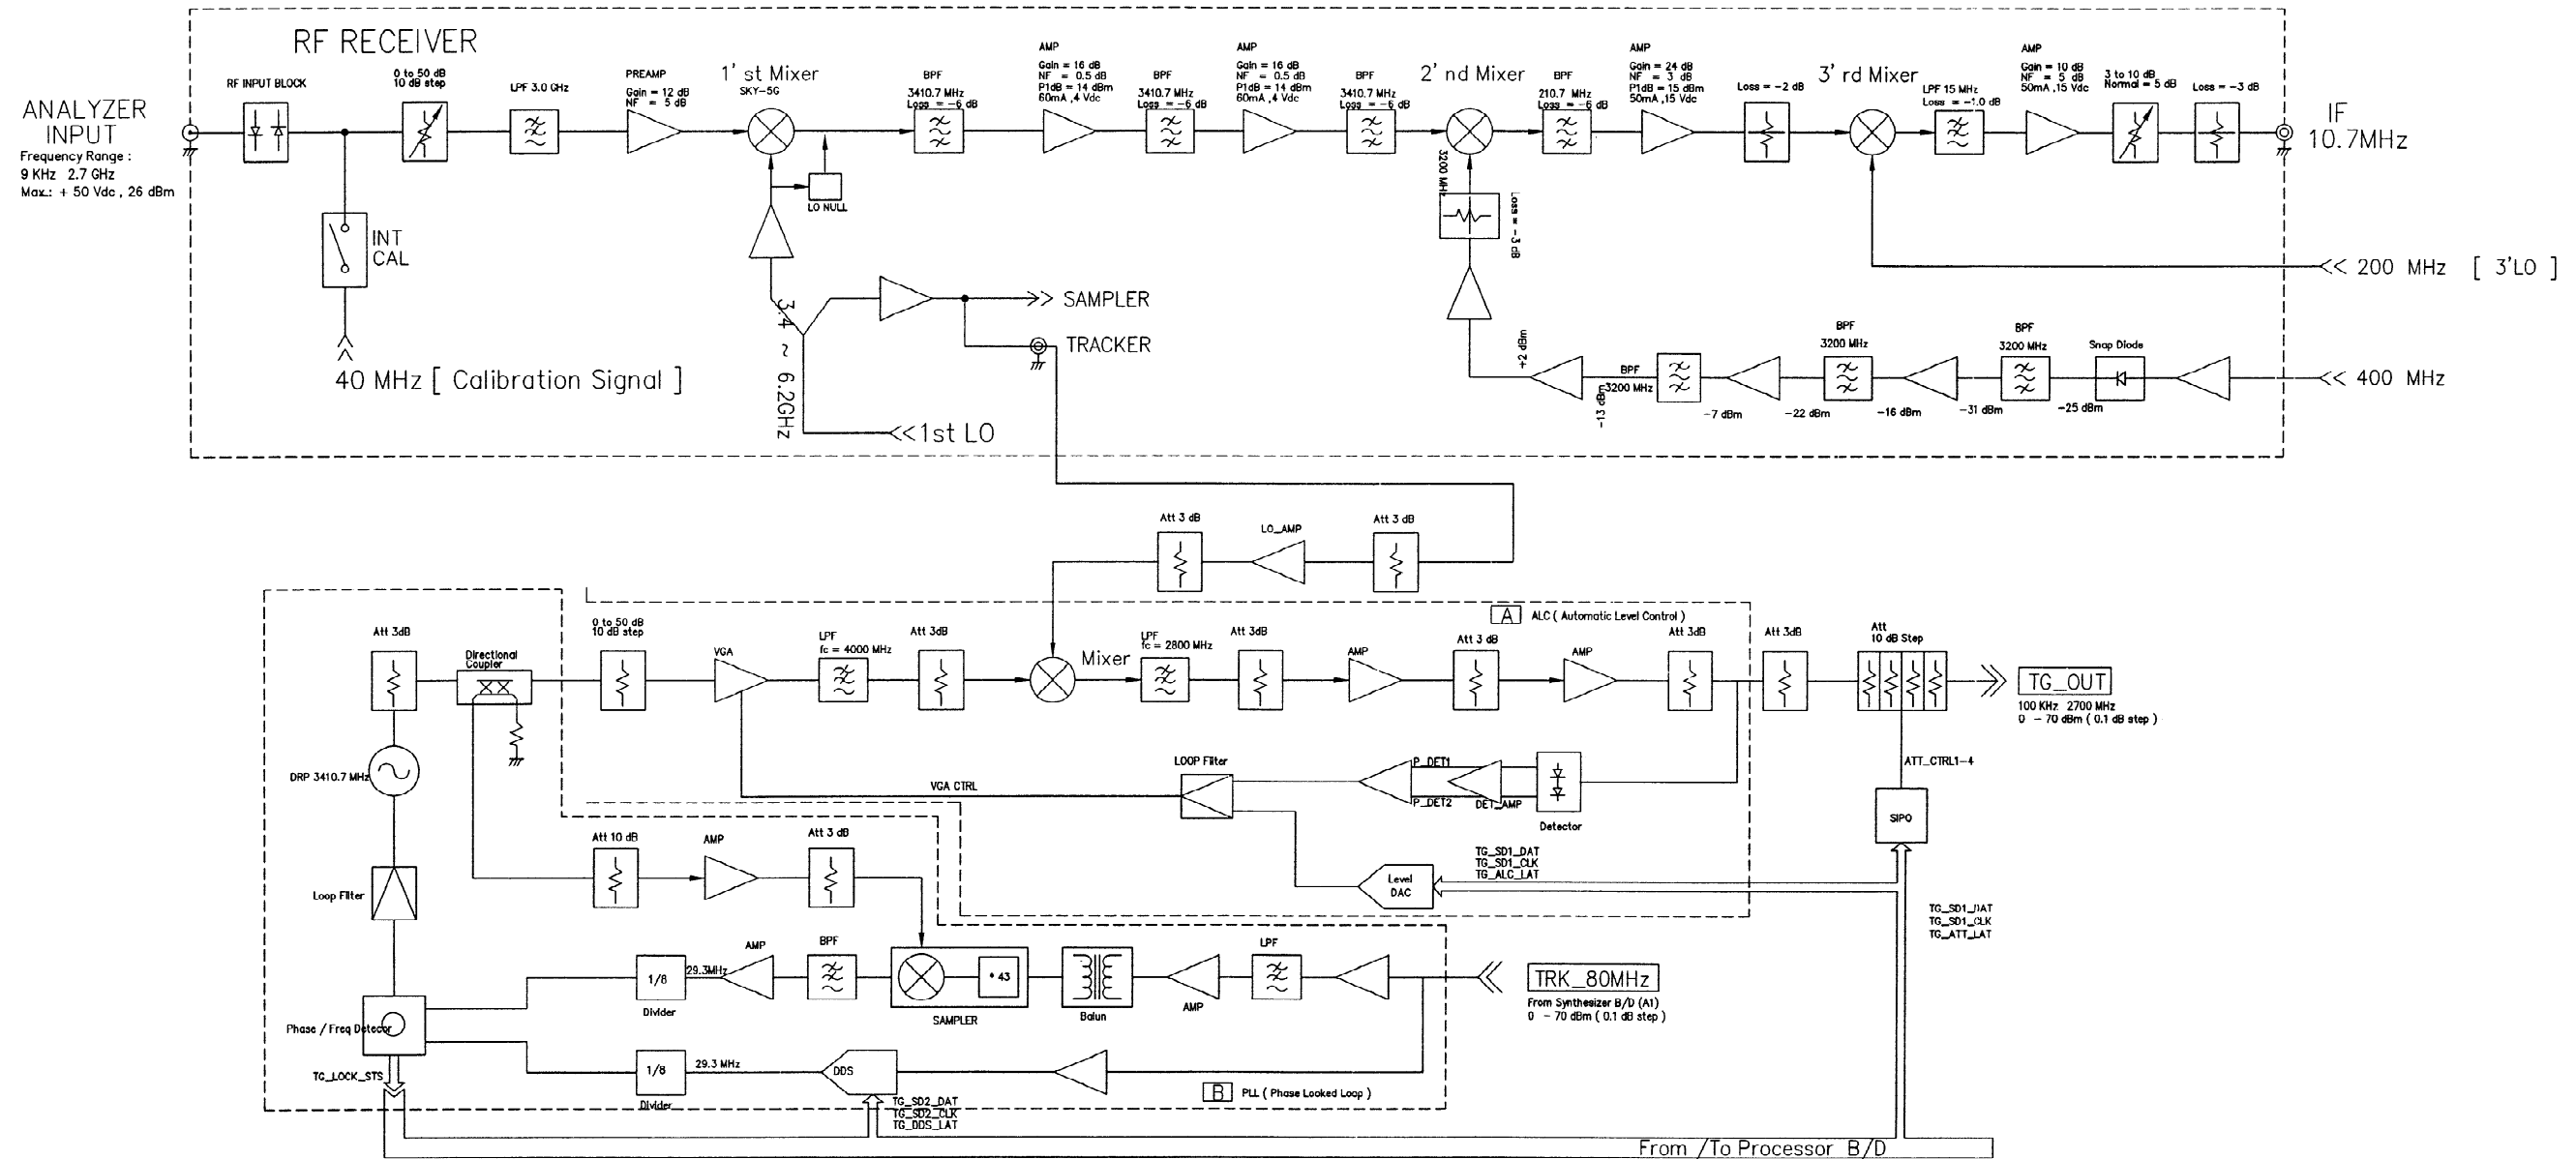 RF RECEIVER
ANALYZER
INPUT
Frequency Range :
9 KHz 2.7 GHz
Max.: + 50 Vdc , 26 dBm
RF INPUT BLOCK
0 to 50 dB
10 dB step
LPF 3.0 GHz
PREAMP
Gain = 12 dB
NF = 5 dB
1' st Mixer
SKY-5G
BPF
3410.7 MHz
Loss = -6 dB
AMP
Gain = 16 dB
NF = 0.5 dB
P1dB = 14 dBm
60mA ,4 Vdc
BPF
3410.7 MHz
Loss = -6 dB
AMP
Gain = 16 dB
NF = 0.5 dB
P1dB = 14 dBm
60mA ,4 Vdc
BPF
3410.7 MHz
Loss = -6 dB
2' nd Mixer
BPF
210.7 MHz
Loss = -6 dB
AMP
Gain = 24 dB
NF = 3 dB
P1dB = 15 dBm
50mA ,15 Vdc
Loss = -2 dB
3' rd Mixer
LPF 15 MHz
Loss = -1.0 dB
AMP
Gain = 10 dB
NF = 5 dB
50mA ,15 Vdc
3 to 10 dB
Normal = 5 dB
Loss = -3 dB
IF
10.7MHz
INT
CAL
40 MHz [ Calibration Signal ]
LO NULL
3.4 ~ 6.2GHz
SAMPLER
TRACKER
<<1st LO
3200 MHz
Loss = -3 dB
<< 200 MHz [ 3'LO ]
+2 dBm
-13 dBm
BPF
3200 MHz
-7 dBm
-22 dBm
BPF
3200 MHz
-16 dBm
-31 dBm
BPF
3200 MHz
-25 dBm
Snap Diode
<< 400 MHz
Att 3 dB
LO_AMP
Att 3 dB
A ALC ( Automatic Level Control )
Att 3dB
Directional
Coupler
0 to 50 dB
10 dB step
VGA
LPF
fc = 4000 MHz
Att 3dB
Mixer
LPF
fc = 2800 MHz
Att 3dB
AMP
Att 3 dB
AMP
Att 3dB
Att 3dB
Att
10 dB Step
TG_OUT
100 KHz 2700 MHz
0 - 70 dBm ( 0.1 dB step )
DRP 3410.7 MHz
VGA CTRL
LOOP Filter
P_DET1
P_DET2
DET_AMP
Detector
ATT_CTRL1-4
SIPO
Att 10 dB
AMP
Att 3 dB
Level
DAC
TG_SD1_DAT
TG_SD1_CLK
TG_ALC_LAT
TG_SD1_DAT
TG_SD1_CLK
TG_ATT_LAT
Loop Filter
1/8
Divider
29.3MHz
AMP
BPF
* 43
SAMPLER
Balun
AMP
LPF
TRK_80MHz
From Synthesizer B/D (A1)
0 - 70 dBm ( 0.1 dB step )
Phase / Freq Detecor
TG_LOCK_STS
1/8
Divider
29.3 MHz
DDS
TG_SD2_DAT
TG_SD2_CLK
TG_DDS_LAT
B PLL ( Phase Looked Loop )
From /To Processor B/D